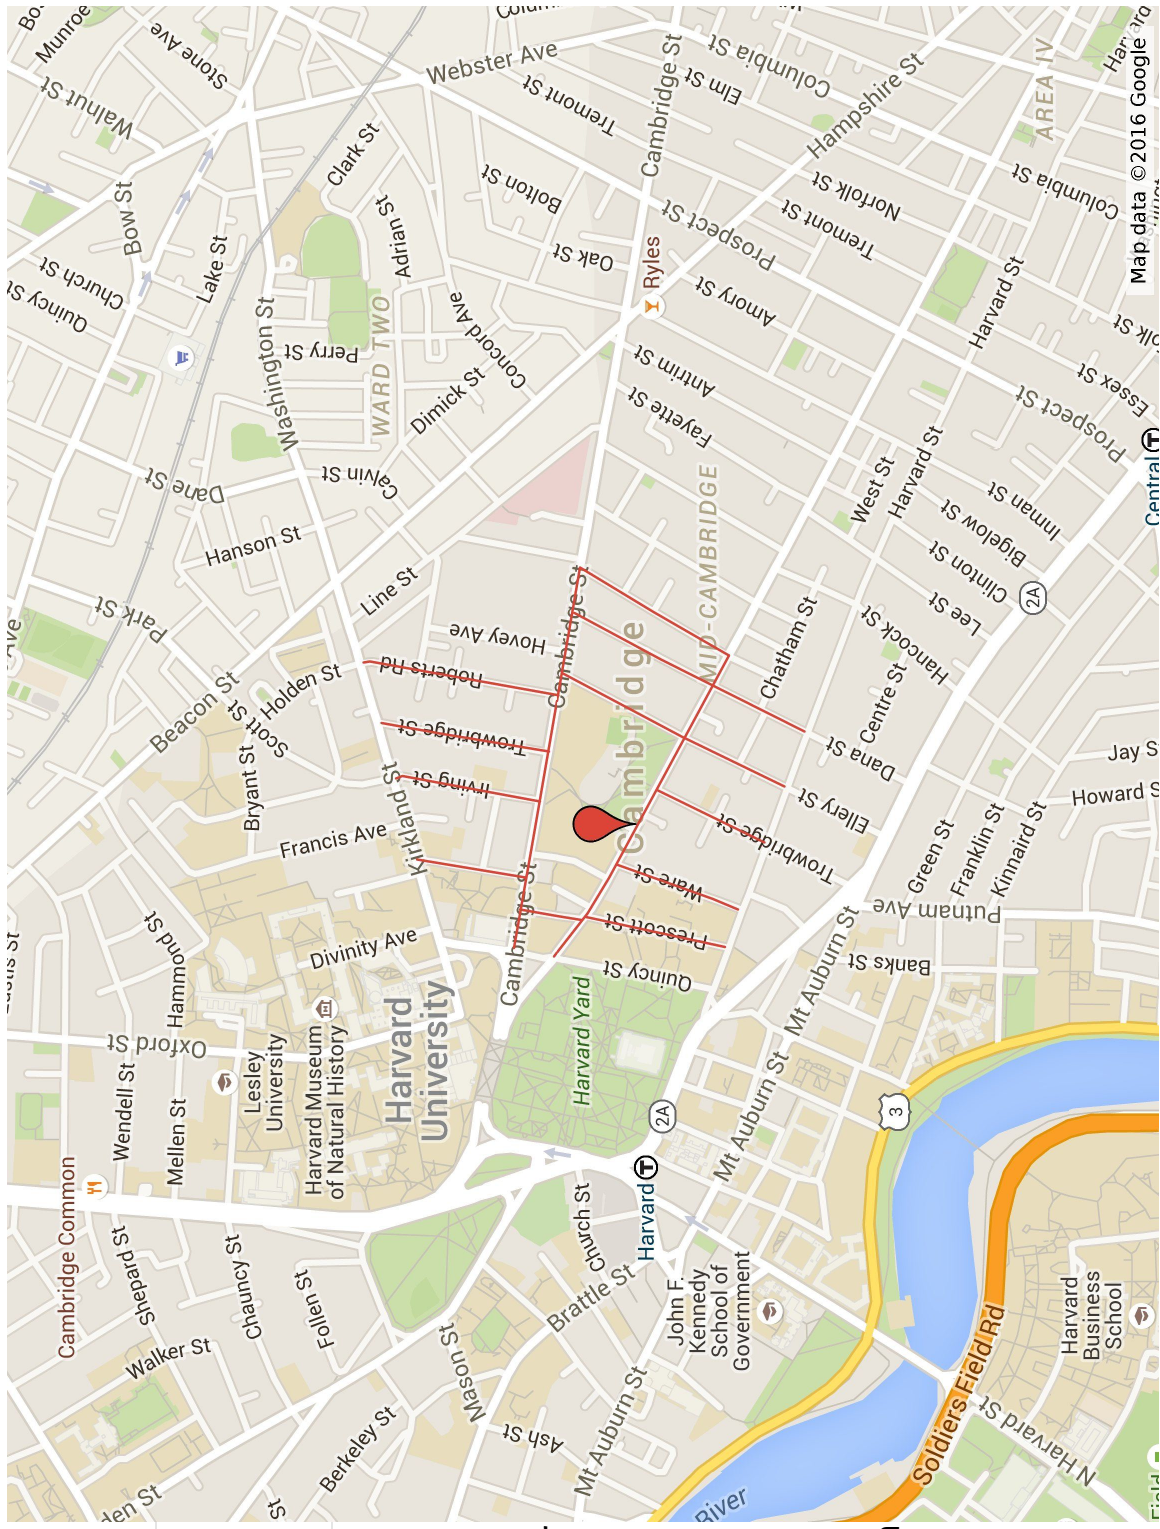 Munroe
Stone Ave
Walnut St
Webster Ave
Cambridge St
Columbia St
Elm St
Tremont St
Hampshire St
AREA IV
Harvard
Map data ©2016 Google
Clark St
Bow St
Bolton St
Norfolk St
Columbia St
Tremont St
Prospect St
Lake St
Adrian St
Church St
Quincy St
Oak St
Ryles
Amory St
Harvard St
Washington St
Perry St
WARD TWO
Concord Ave
Dimick St
Antrim St
Fayette St
Essex St
Prospect St
Central
Dane St
Calvin St
MID-CAMBRIDGE
West St
Harvard St
Inman St
Bigelow St
Clinton St
Lee St
2A
Hanson St
Line St
Park St
Ave
Hovey Ave
Cambridge St
Roberts Rd
Cambridge
Chatham St
Hancock St
Centre St
Dana St
Beacon St
Holden St
Scott St
Bryant St
Trowbridge St
Irving St
Kirkland St
Francis Ave
Ellery St
Trowbridge St
Jay St
Howard S
Green St
Franklin St
Kinnaird St
Ware St
Prescott St
Putnam Ave
Cambridge St
Hammond St
Divinity Ave
Quincy St
Banks St
Mt Auburn St
Harvard Yard
Harvard
University
Oxford St
Lesley
University
Harvard Museum
of Natural History
Wendell St
Mellen St
2A
Mt Auburn St
3
Cambridge Common
Shepard St
Chauncy St
Follen St
Walker St
Church St
Harvard
Brattle St
John F.
Kennedy
School of
Government
Harvard
Business
School
Mason St
Mt Auburn St
Ash St
Berkeley St
Soldiers Field Rd
N Harvard St
River
den St
St
Field